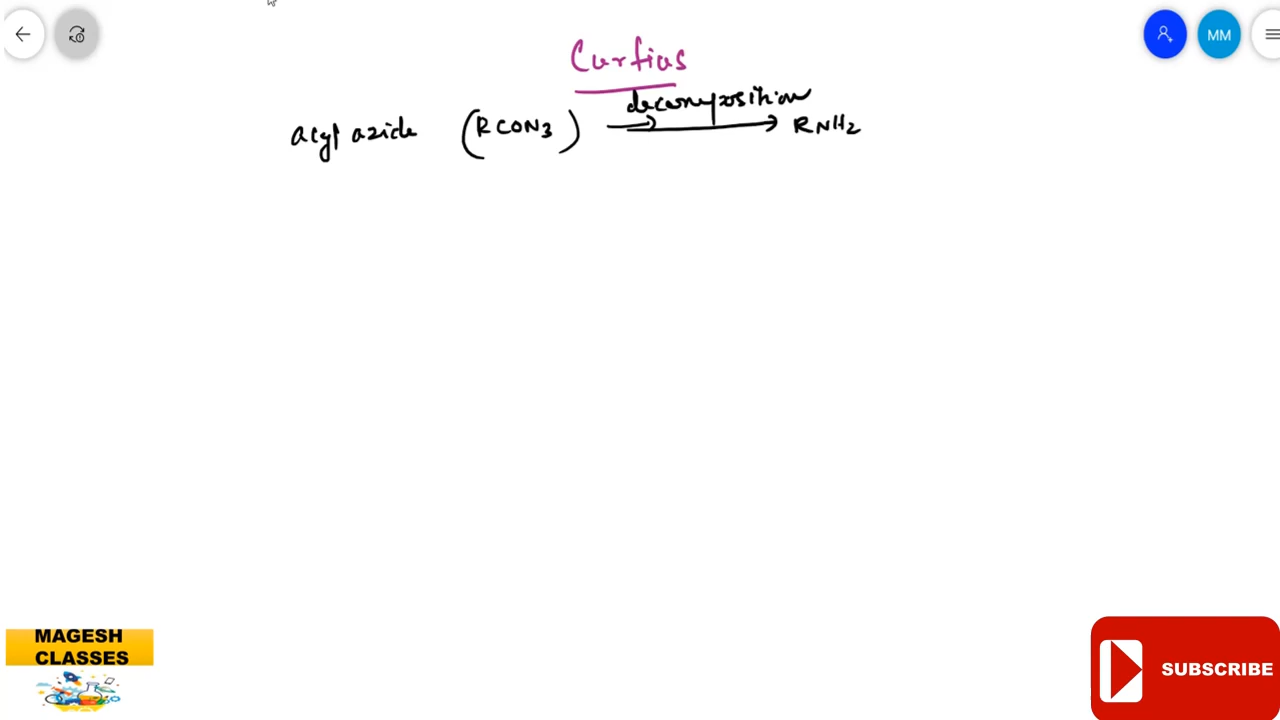 MM
Curtius
decomposition
acyl azide (RCON3) → RNH2
MAGESH
CLASSES
SUBSCRIBE